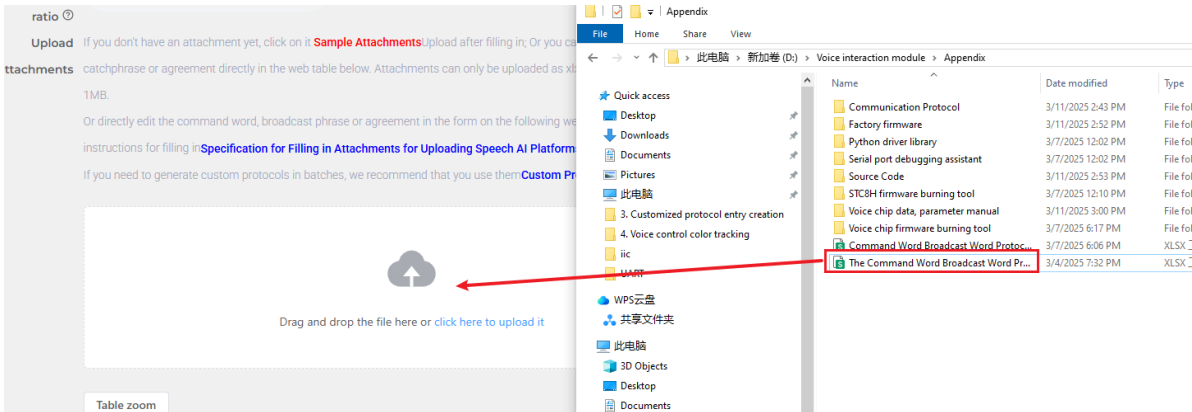 ratio
Upload
ttachments
If you don't have an attachment yet, click on it Sample AttachmentsUpload after filling in; Or you ca
catchphrase or agreement directly in the web table below. Attachments can only be uploaded as xl
1MB.
Or directly edit the command word, broadcast phrase or agreement in the form on the following we
instructions for filling inSpecification for Filling in Attachments for Uploading Speech AI Platform
If you need to generate custom protocols in batches, we recommend that you use themCustom Pr
Drag and drop the file here or click here to upload it
Table zoom
Appendix
File Home Share View
此电脑 > 新加卷 (D:) > Voice interaction module > Appendix
Quick access
Desktop
Downloads
Documents
Pictures
此电脑
3. Customized protocol entry creation
4. Voice control color tracking
iic
UART
WPS云盘
共享文件夹
此电脑
3D Objects
Desktop
Documents
Name Date modified Type
Communication Protocol 3/11/2025 2:43 PM File fol
Factory firmware 3/11/2025 2:52 PM File fol
Python driver library 3/7/2025 12:02 PM File fol
Serial port debugging assistant 3/7/2025 12:02 PM File fol
Source Code 3/11/2025 2:53 PM File fol
STC8H firmware burning tool 3/7/2025 12:10 PM File fol
Voice chip data, parameter manual 3/11/2025 3:00 PM File fol
Voice chip firmware burning tool 3/7/2025 6:17 PM File fol
Command Word Broadcast Word Protoc... 3/7/2025 6:06 PM XLSX
The Command Word Broadcast Word Pr... 3/4/2025 7:32 PM XLSX